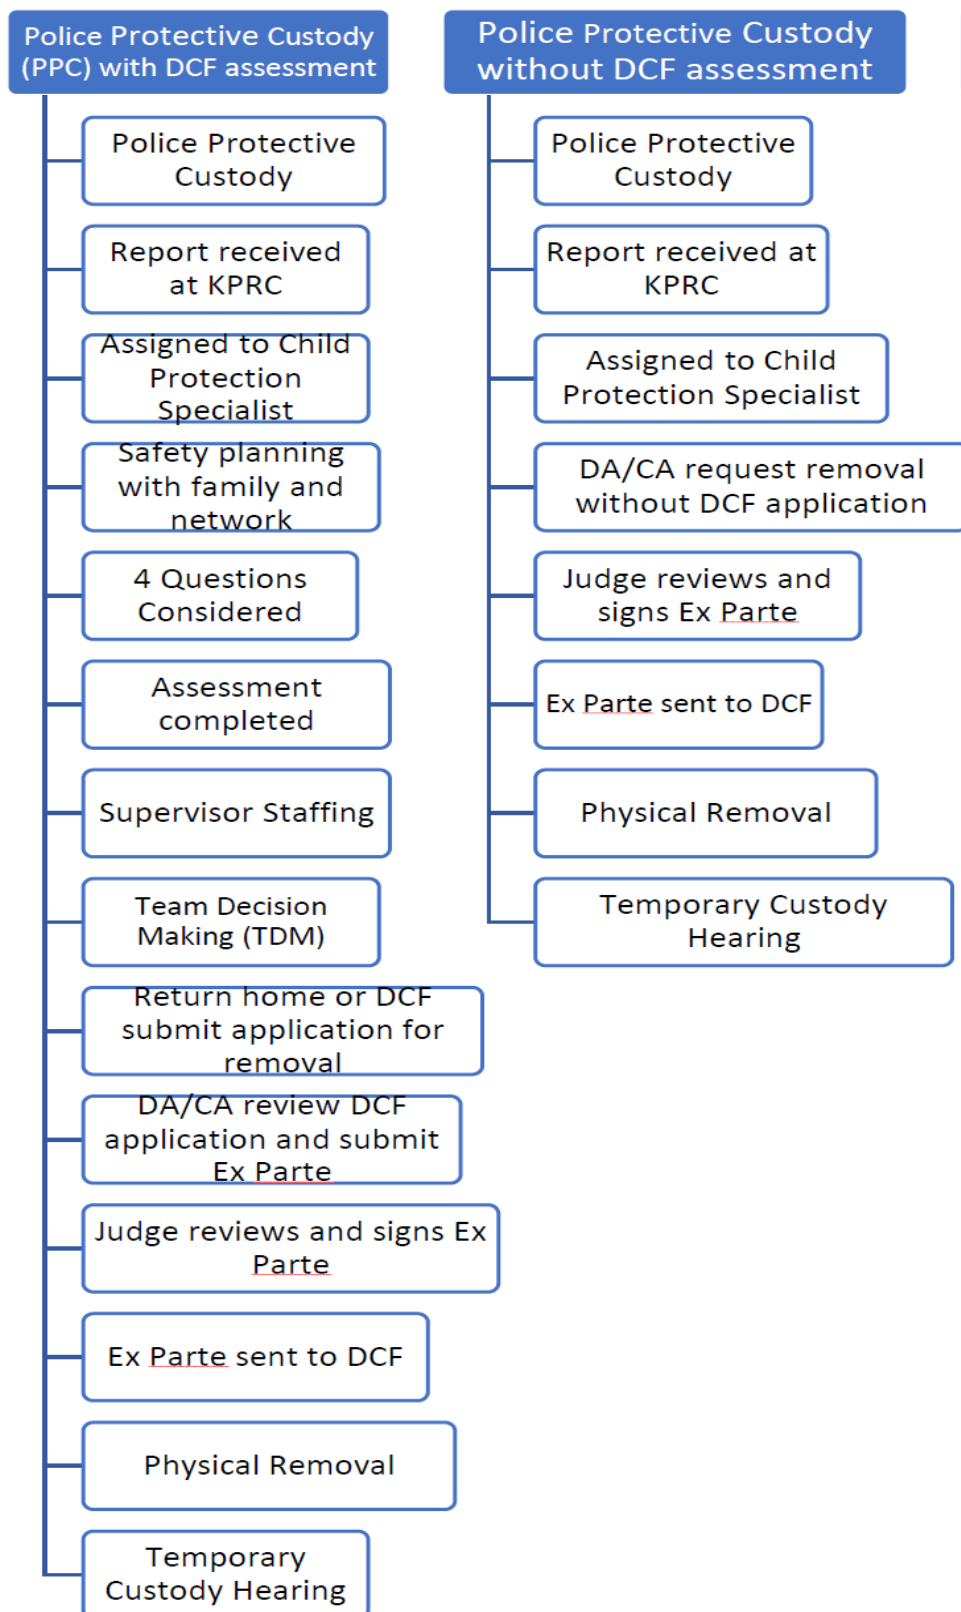 Police Protective Custody
(PPC) with DCF assessment
Police Protective
Custody
Report received
at KPRC
Assigned to Child
Protection
Specialist
Safety planning
with family and
network
4 Questions
Considered
Assessment
completed
Supervisor Staffing
Team Decision
Making (TDM)
Return home or DCF
submit application for
removal
DA/CA review DCF
application and submit
Ex Parte
Judge reviews and signs Ex
Parte
Ex Parte sent to DCF
Physical Removal
Temporary
Custody Hearing
Police Protective Custody
without DCF assessment
Police Protective
Custody
Report received at
KPRC
Assigned to Child
Protection Specialist
DA/CA request removal
without DCF application
Judge reviews and
signs Ex Parte
Ex Parte sent to DCF
Physical Removal
Temporary Custody
Hearing